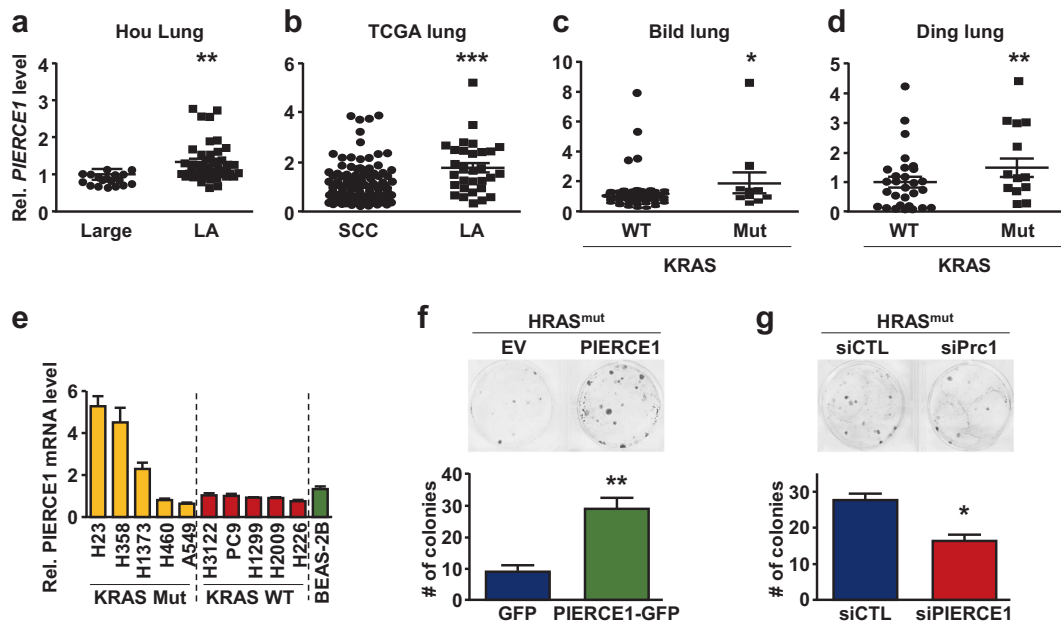 a Hou Lung
**
Rel. PIERCE1 level
4
3
2
1
0
Large LA
b TCGA lung
***
6
4
2
0
SCC LA
c Bild lung
*
10
8
6
4
2
0
WT Mut
KRAS
d Ding lung
**
5
4
3
2
1
0
WT Mut
KRAS
e
Rel. PIERCE1 mRNA level
6
4
2
0
H23
H358
H1373
H460
A549
H3122
PC9
H1299
H2009
H226
BEAS-2B
KRAS Mut KRAS WT
f HRASmut
EV PIERCE1
# of colonies
40
30
20
10
0
**
GFP PIERCE1-GFP
g HRASmut
siCTL siPrc1
# of colonies
30
20
10
0
*
siCTL siPIERCE1